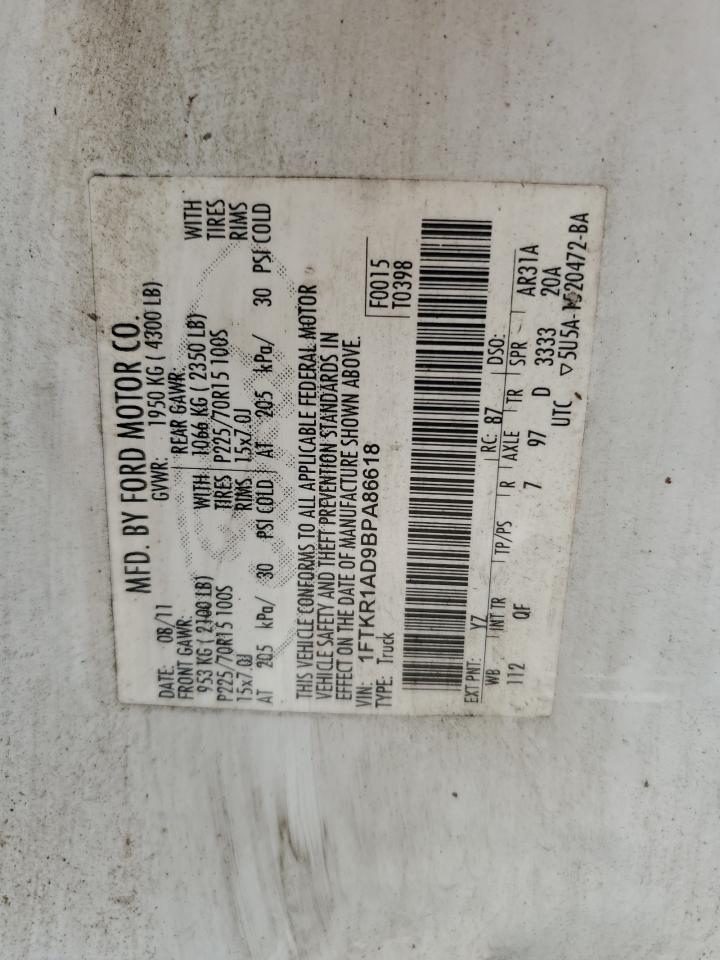 MFD. BY FORD MOTOR CO.
DATE: 08/11 GVWR: 1950 KG ( 4300 LB)
FRONT GAWR: REAR GAWR:
953 KG ( 2100 LB) WITH 1066 KG ( 2350 LB) WITH
P225/70R15 100S TIRES P225/70R15 100S TIRES
15x7.0J RIMS 15x7.0J RIMS
AT 205 kPa/ 30 PSI COLD AT 205 kPa/ 30 PSI COLD
THIS VEHICLE CONFORMS TO ALL APPLICABLE FEDERAL MOTOR
VEHICLE SAFETY AND THEFT PREVENTION STANDARDS IN
EFFECT ON THE DATE OF MANUFACTURE SHOWN ABOVE.
VIN: 1FTKR1AD9BPA86618 F0015
TYPE: Truck T0398
EXT PNT: YZ RC: 87 DSO:
WB INT TR TP/PS R AXLE TR SPR AR31A
112 QF 7 97 D 3333 20A
UTC ▽5U5A-1520472-BA